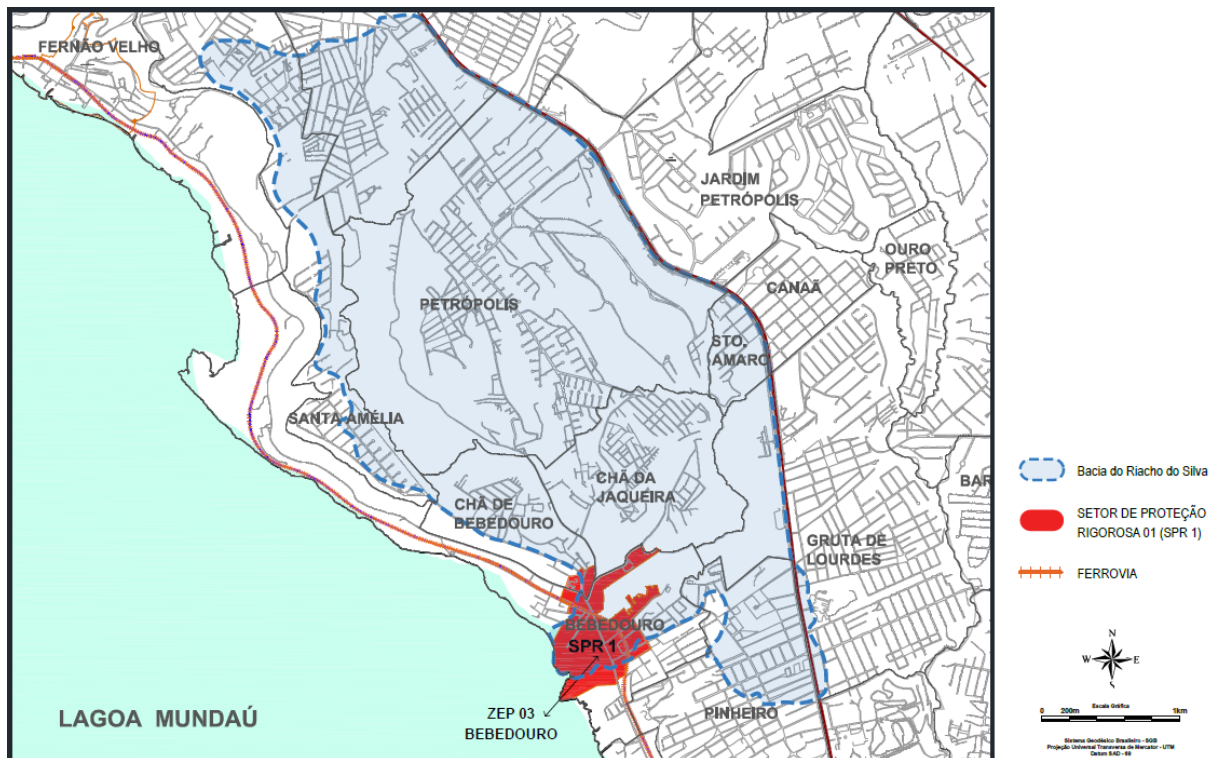 FERNÃO VELHO
JARDIM
PETRÓPOLIS
OURO
PRETO
CANAÃ
PETRÓPOLIS
STO.
AMARO
SANTA AMÉLIA
CHÃ DA
JAQUEIRA
CHÃ DE
BEBEDOURO
BAR
GRUTA DE
LOURDES
BEBEDOURO
SPR 1
ZEP 03
BEBEDOURO
PINHEIRO
LAGOA MUNDAÚ
Bacia do Riacho do Silva
SETOR DE PROTEÇÃO
RIGOROSA 01 (SPR 1)
FERROVIA
N
W E
S
Escala Gráfica
0 200m 1km
Sistema Geodésico Brasileiro - SGB
Projeção Universal Transversa de Mercator - UTM
Datum SAD - 69